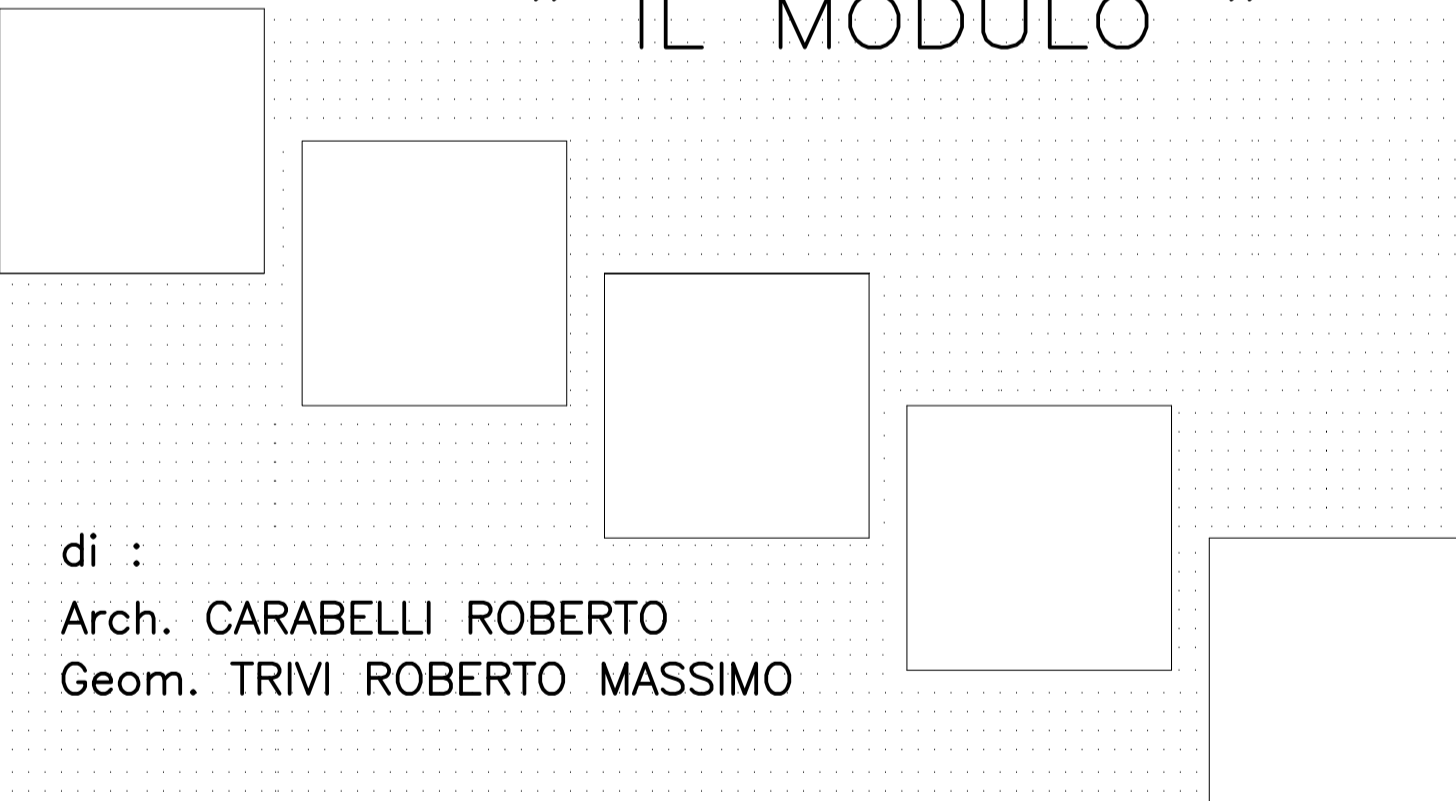 " IL MODULO "
di :
Arch. CARABELLI ROBERTO
Geom. TRIVI ROBERTO MASSIMO